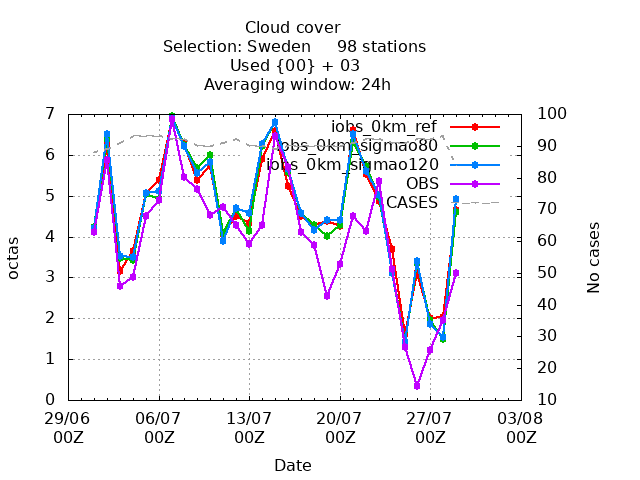 Cloud cover
Selection: Sweden 98 stations
Used {00} + 03
Averaging window: 24h
iobs_0km_ref
iobs_0km_sigmao80
iobs_0km_sigmao120
OBS
CASES
octas
7
6
5
4
3
2
1
0
No cases
100
90
80
70
60
50
40
30
20
10
29/06 06/07 13/07 20/07 27/07 03/08
00Z 00Z 00Z 00Z 00Z 00Z
Date